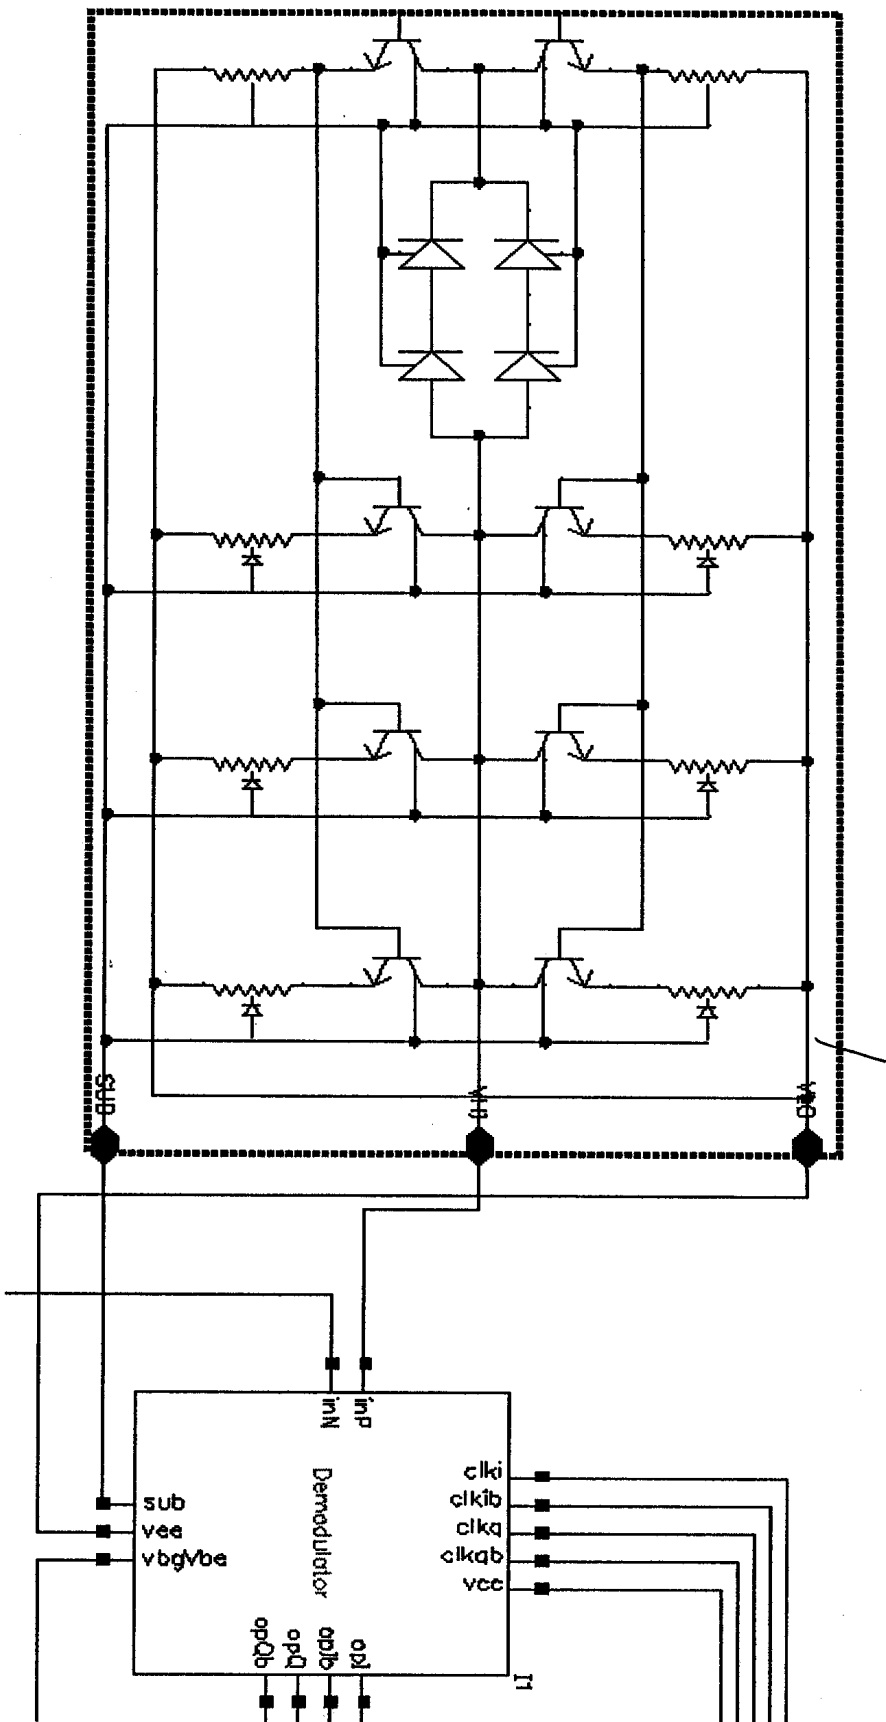 SUB
inN
inP
Demodulator
clki
clkib
clkq
clkqb
vcc
sub
vee
vbgVbe
opQb
opQ
opIb
opI
I1